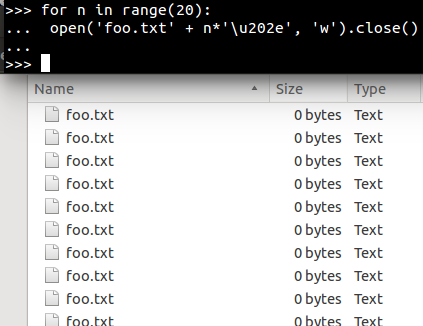 >>> for n in range(20):
...  open('foo.txt' + n*'\u202e', 'w').close()
...
>>>
Name Size Type
foo.txt 0 bytes Text
foo.txt 0 bytes Text
foo.txt 0 bytes Text
foo.txt 0 bytes Text
foo.txt 0 bytes Text
foo.txt 0 bytes Text
foo.txt 0 bytes Text
foo.txt 0 bytes Text
foo.txt 0 bytes Text
foo.txt 0 bytes Text